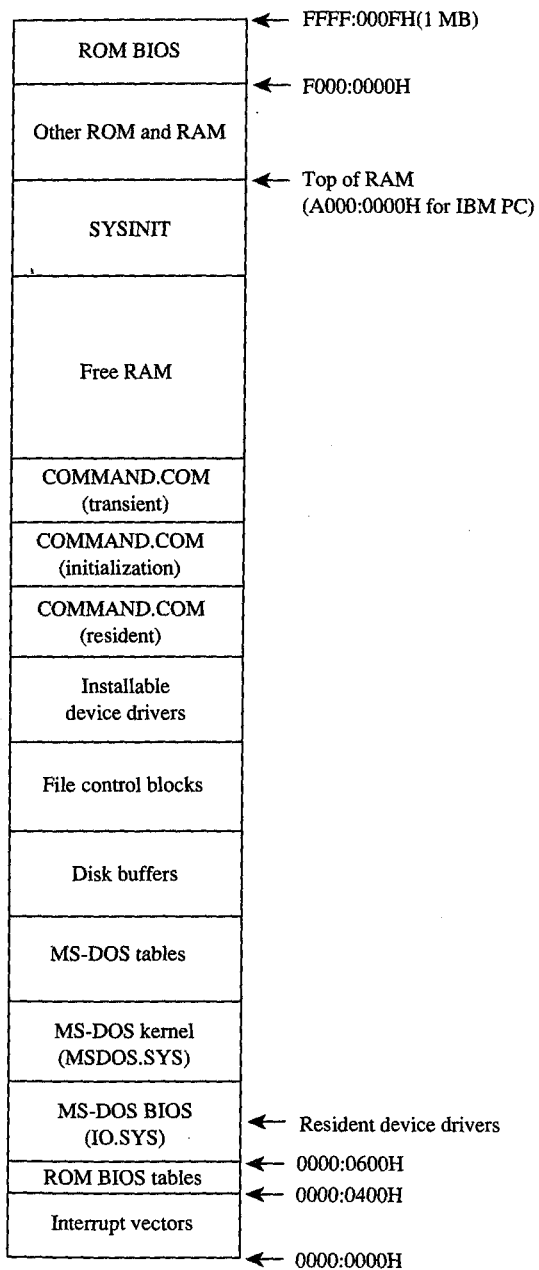 FFFF:000FH(1 MB)
ROM BIOS
F000:0000H
Other ROM and RAM
Top of RAM
(A000:0000H for IBM PC)
SYSINIT
Free RAM
COMMAND.COM
(transient)
COMMAND.COM
(initialization)
COMMAND.COM
(resident)
Installable
device drivers
File control blocks
Disk buffers
MS-DOS tables
MS-DOS kernel
(MSDOS.SYS)
MS-DOS BIOS
(IO.SYS)
Resident device drivers
0000:0600H
ROM BIOS tables
0000:0400H
Interrupt vectors
0000:0000H